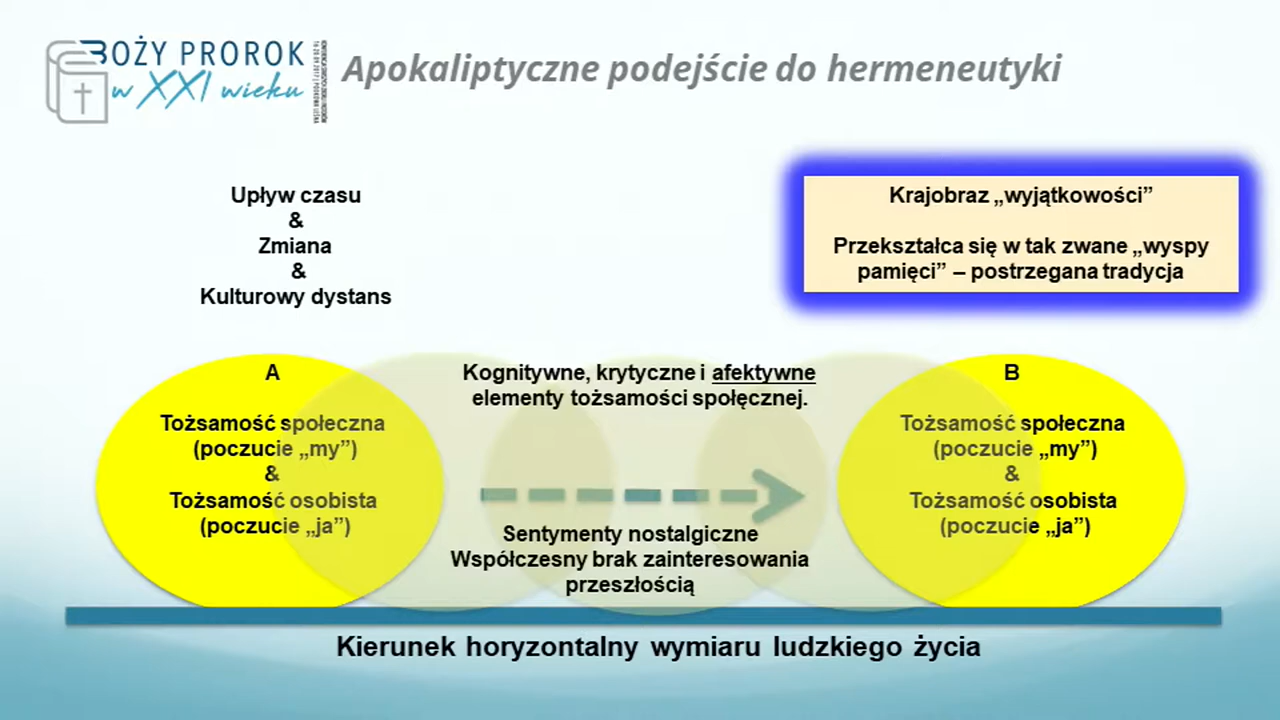 BOŻY PROROK
w XXI wieku
Apokaliptyczne podejście do hermeneutyki
Upływ czasu
&
Zmiana
&
Kulturowy dystans
Krajobraz „wyjątkowości”
Przekształca się w tak zwane „wyspy
pamięci” – postrzegana tradycja
A
Tożsamość społeczna
(poczucie „my”)
&
Tożsamość osobista
(poczucie „ja”)
Kognitywne, krytyczne i afektywne
elementy tożsamości społęcznej.
Sentymenty nostalgiczne
Współczesny brak zainteresowania
przeszłością
B
Tożsamość społeczna
(poczucie „my”)
&
Tożsamość osobista
(poczucie „ja”)
Kierunek horyzontalny wymiaru ludzkiego życia